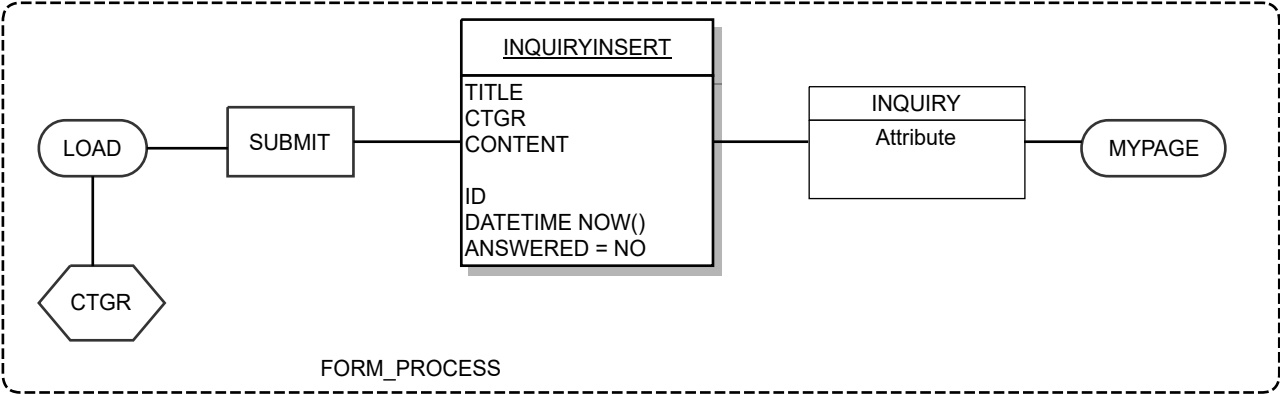 LOAD
CTGR
SUBMIT
INQUIRYINSERT
TITLE
CTGR
CONTENT
ID
DATETIME NOW()
ANSWERED = NO
INQUIRY
Attribute
MYPAGE
FORM_PROCESS